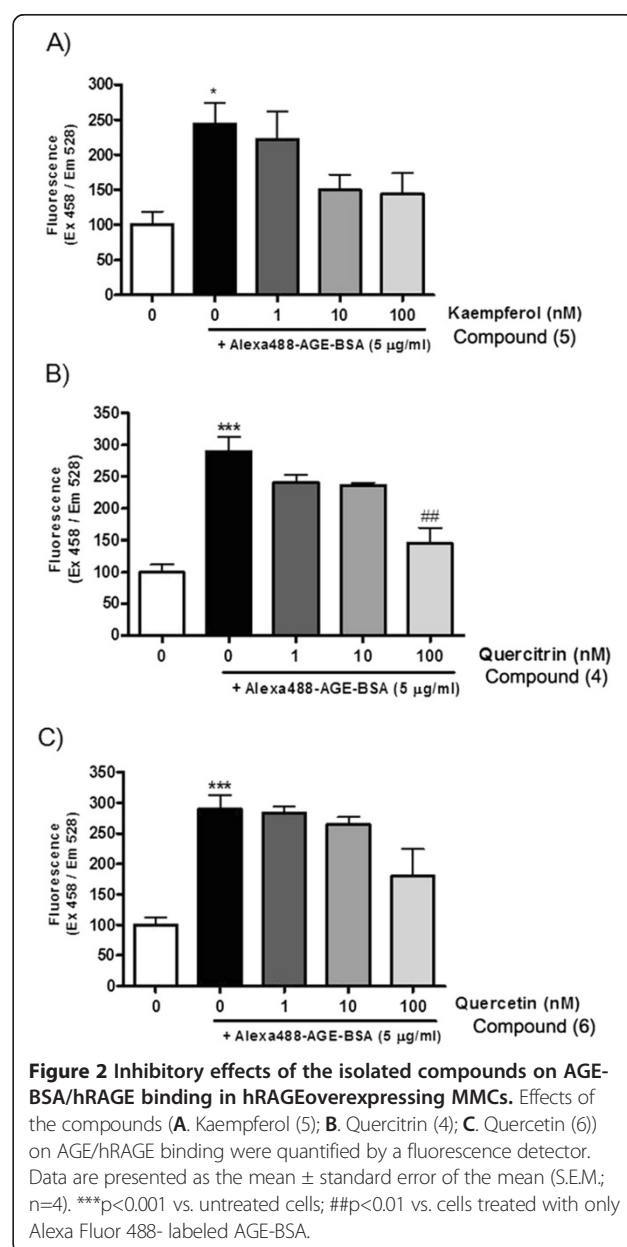 A)
300
*
250
200
150
100
50
0
Fluorescence
(Ex 458 / Em 528)
0 0 1 10 100 Kaempferol (nM)
+ Alexa488-AGE-BSA (5 µg/ml) Compound (5)
B)
350
300
***
250
200
150
100
50
0
##
Fluorescence
(Ex 458 / Em 528)
0 0 1 10 100 Quercitrin (nM)
+ Alexa488-AGE-BSA (5 µg/ml) Compound (4)
C)
350
300
***
250
200
150
100
50
0
Fluorescence
(Ex 458 / Em 528)
0 0 1 10 100 Quercetin (nM)
+ Alexa488-AGE-BSA (5 µg/ml) Compound (6)
Figure 2 Inhibitory effects of the isolated compounds on AGE-
BSA/hRAGE binding in hRAGEoverexpressing MMCs. Effects of
the compounds (A. Kaempferol (5); B. Quercitrin (4); C. Quercetin (6))
on AGE/hRAGE binding were quantified by a fluorescence detector.
Data are presented as the mean ± standard error of the mean (S.E.M.;
n=4). ***p<0.001 vs. untreated cells; ##p<0.01 vs. cells treated with only
Alexa Fluor 488- labeled AGE-BSA.